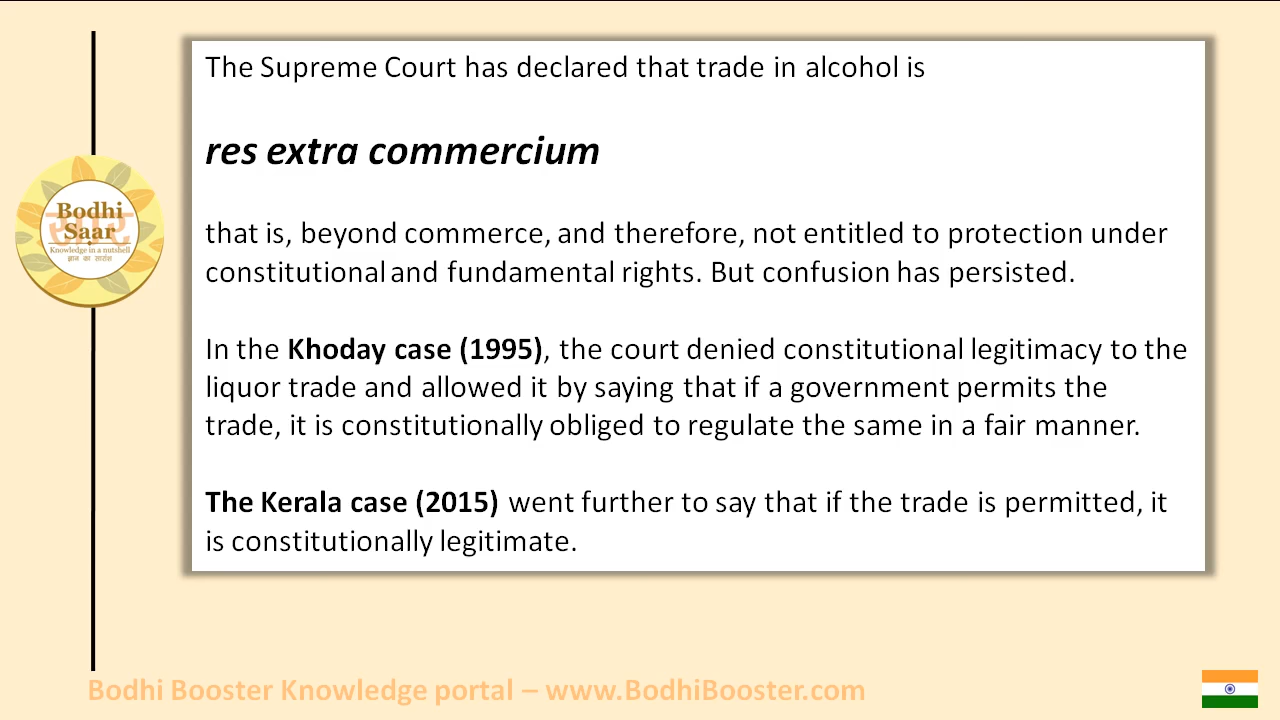 The Supreme Court has declared that trade in alcohol is
res extra commercium
that is, beyond commerce, and therefore, not entitled to protection under
constitutional and fundamental rights. But confusion has persisted.
In the Khoday case (1995), the court denied constitutional legitimacy to the
liquor trade and allowed it by saying that if a government permits the
trade, it is constitutionally obliged to regulate the same in a fair manner.
The Kerala case (2015) went further to say that if the trade is permitted, it
is constitutionally legitimate.
Bodhi
Saar
Knowledge in a nutshell
ज्ञान का सारांश
Bodhi Booster Knowledge portal – www.BodhiBooster.com